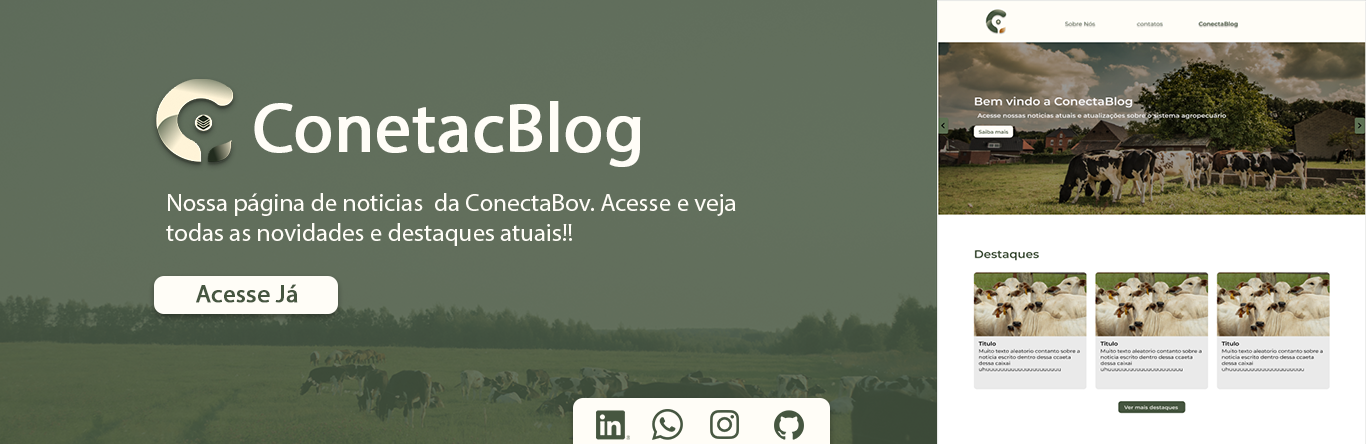 ConetacBlog
Nossa página de noticias  da ConectaBov. Acesse e veja
todas as novidades e destaques atuais!!
Acesse Já
in
Sobre Nós
contatos
ConectaBlog
Bem vindo a ConectaBlog
Acesse nossas noticias atuais e atualizações sobre o sistema agropecuário
Saiba mais
Destaques
Titulo
Muito texto aleatorio contanto sobre a
noticia escrito dentro dessa ccaeta
dessa caixai
uhuuuuuuuuuuuuuuuuuuuu
Titulo
Muito texto aleatorio contanto sobre a
noticia escrito dentro dessa ccaeta
dessa caixai
uhuuuuuuuuuuuuuuuuuuuu
Titulo
Muito texto aleatorio contanto sobre a
noticia escrito dentro dessa ccaeta
dessa caixai
uhuuuuuuuuuuuuuuuuuuuu
Ver mais destaques